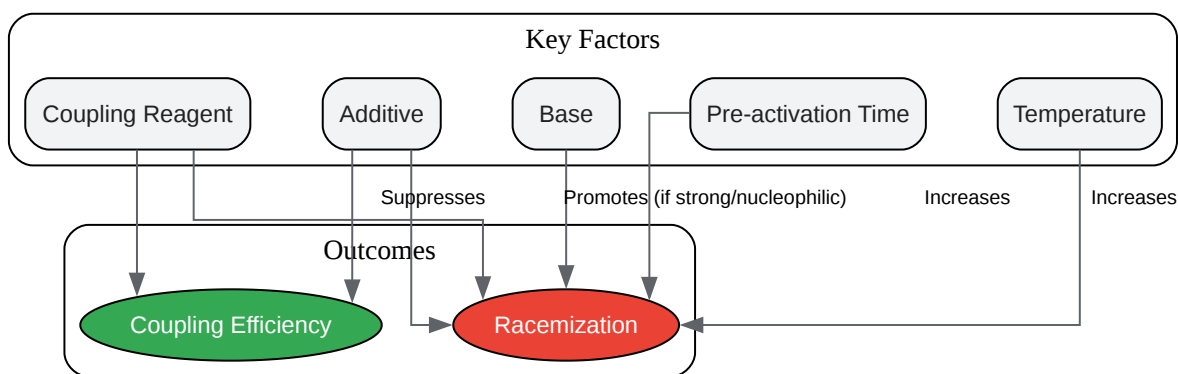 Key Factors
Coupling Reagent
Additive
Base
Pre-activation Time
Temperature
Suppresses
Promotes (if strong/nucleophilic)
Increases
Increases
Outcomes
Coupling Efficiency
Racemization